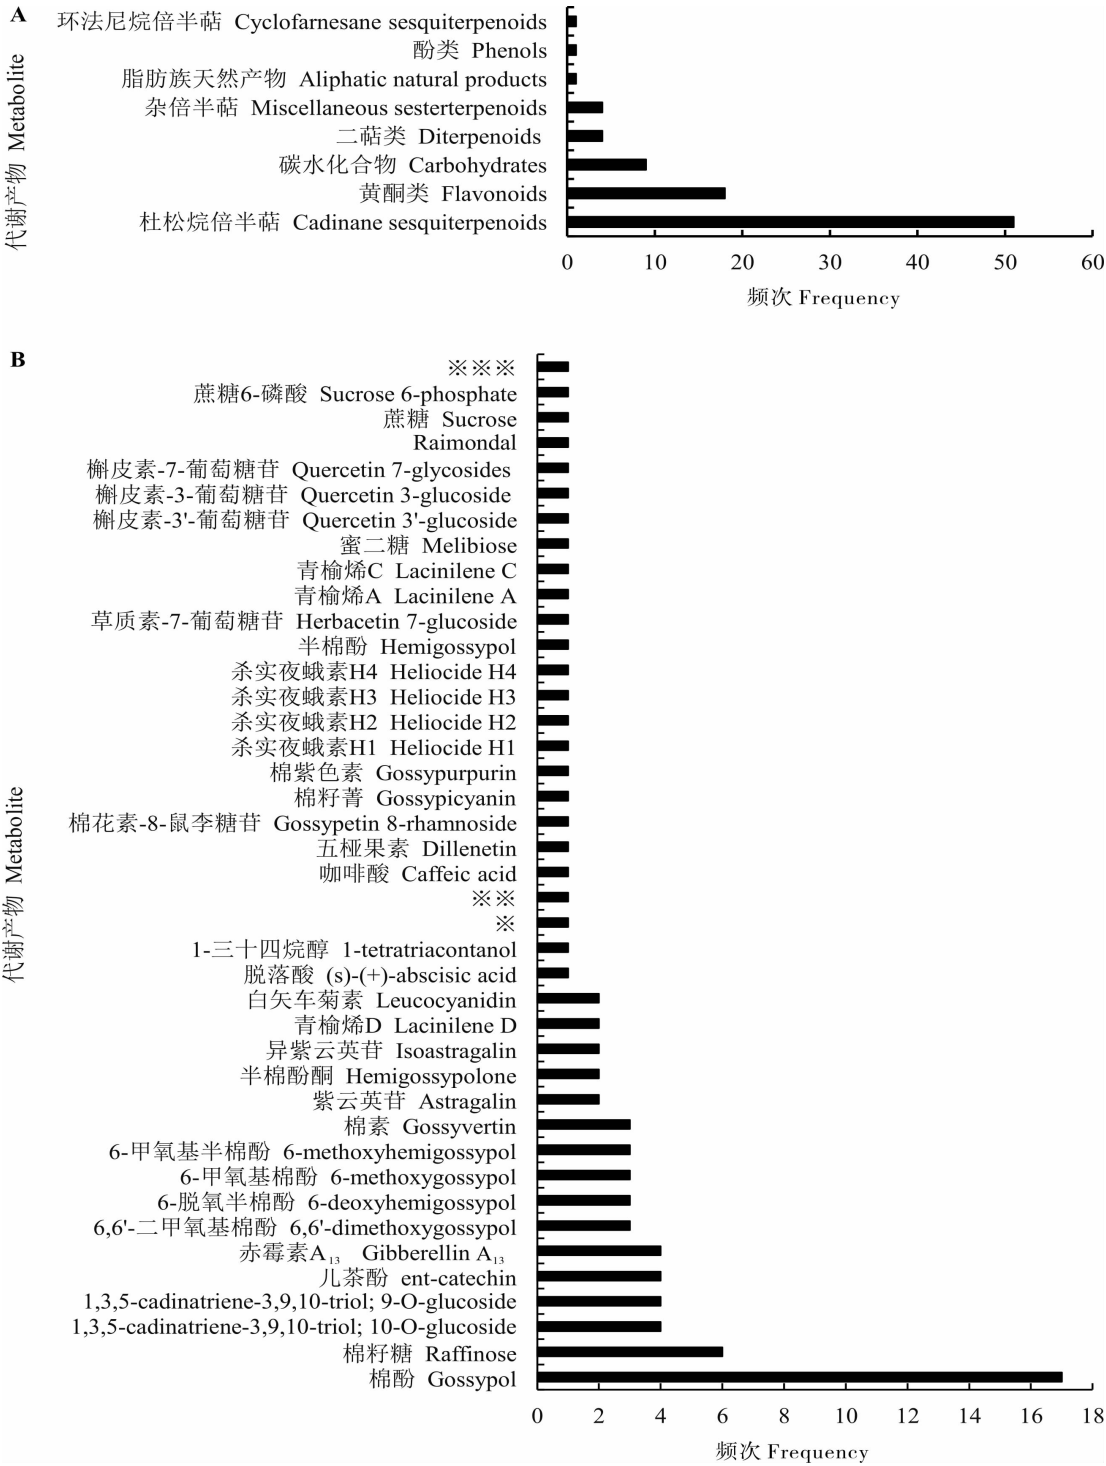 A
环法尼烷倍半萜 Cyclofarnesane sesquiterpenoids
酚类 Phenols
脂肪族天然产物 Aliphatic natural products
杂倍半萜 Miscellaneous sesterterpenoids
二萜类 Diterpenoids
碳水化合物 Carbohydrates
黄酮类 Flavonoids
杜松烷倍半萜 Cadinane sesquiterpenoids
代谢产物 Metabolite
0 10 20 30 40 50 60
频次 Frequency
B
※※※
蔗糖6-磷酸 Sucrose 6-phosphate
蔗糖 Sucrose
Raimondal
槲皮素-7-葡萄糖苷 Quercetin 7-glycosides
槲皮素-3-葡萄糖苷 Quercetin 3-glucoside
槲皮素-3'-葡萄糖苷 Quercetin 3'-glucoside
蜜二糖 Melibiose
青榆烯C Lacinilene C
青榆烯A Lacinilene A
草质素-7-葡萄糖苷 Herbacetin 7-glucoside
半棉酚 Hemigossypol
杀实夜蛾素H4 Heliocide H4
杀实夜蛾素H3 Heliocide H3
杀实夜蛾素H2 Heliocide H2
杀实夜蛾素H1 Heliocide H1
棉紫色素 Gossypurpurin
棉籽菁 Gossypicyanin
棉花素-8-鼠李糖苷 Gossypetin 8-rhamnoside
五桠果素 Dillenetin
咖啡酸 Caffeic acid
※※
※
1-三十四烷醇 1-tetratriacontanol
脱落酸 (s)-(+)-abscisic acid
白矢车菊素 Leucocyanidin
青榆烯D Lacinilene D
异紫云英苷 Isoastragalin
半棉酚酮 Hemigossypolone
紫云英苷 Astragalin
棉素 Gossyvertin
6-甲氧基半棉酚 6-methoxyhemigossypol
6-甲氧基棉酚 6-methoxygossypol
6-脱氧半棉酚 6-deoxyhemigossypol
6,6'-二甲氧基棉酚 6,6'-dimethoxygossypol
赤霉素A₁₃ Gibberellin A₁₃
儿茶酚 ent-catechin
1,3,5-cadinatriene-3,9,10-triol; 9-O-glucoside
1,3,5-cadinatriene-3,9,10-triol; 10-O-glucoside
棉籽糖 Raffinose
棉酚 Gossypol
代谢产物 Metabolite
0 2 4 6 8 10 12 14 16 18
频次 Frequency